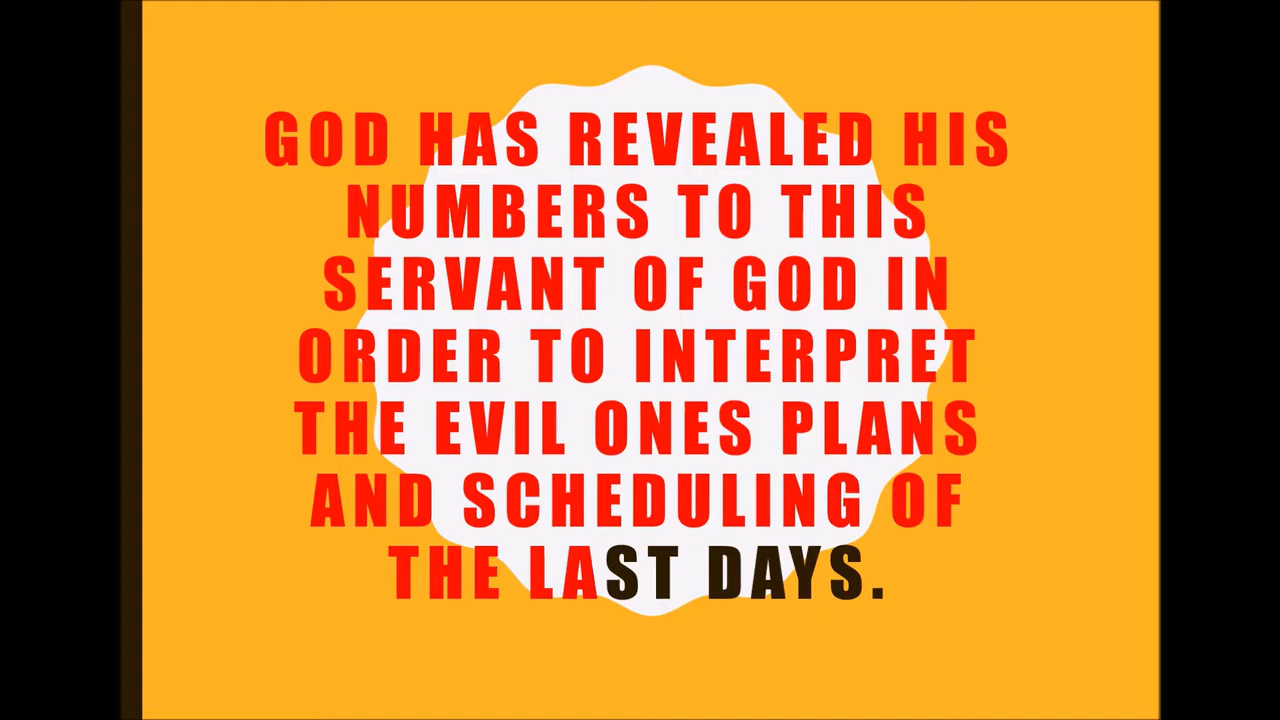 GOD HAS REVEALED HIS
NUMBERS TO THIS
SERVANT OF GOD IN
ORDER TO INTERPRET
THE EVIL ONES PLANS
AND SCHEDULING OF
THE LAST DAYS.